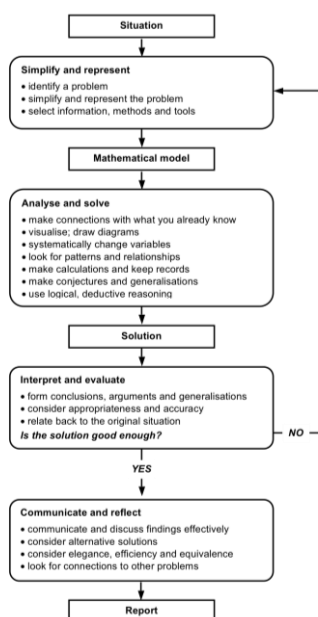 Situation
Simplify and represent
• identify a problem
• simplify and represent the problem
• select information, methods and tools
Mathematical model
Analyse and solve
• make connections with what you already know
• visualise; draw diagrams
• systematically change variables
• look for patterns and relationships
• make calculations and keep records
• make conjectures and generalisations
• use logical, deductive reasoning
Solution
Interpret and evaluate
• form conclusions, arguments and generalisations
• consider appropriateness and accuracy
• relate back to the original situation
Is the solution good enough?
NO
YES
Communicate and reflect
• communicate and discuss findings effectively
• consider alternative solutions
• consider elegance, efficiency and equivalence
• look for connections to other problems
Report